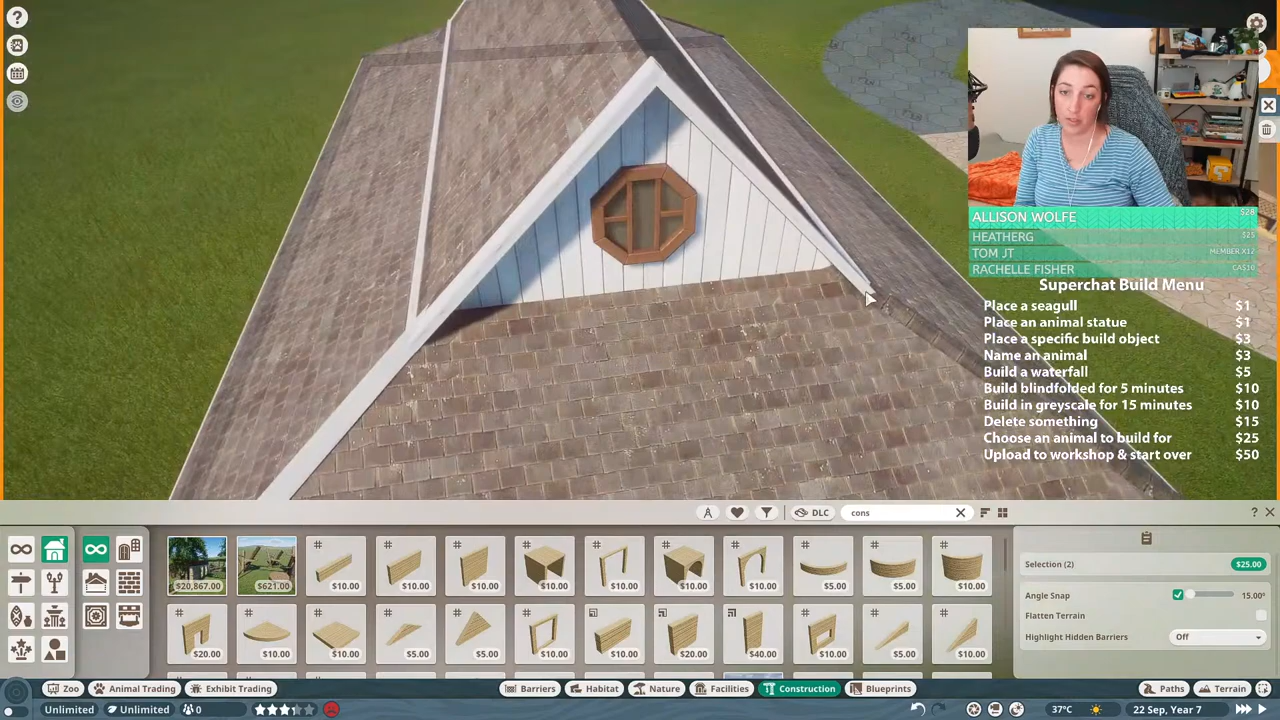 ALLISON WOLFE $28
HEATHERG $25
TOM JT MEMBER X12
RACHELLE FISHER CA$10
Superchat Build Menu
Place a seagull $1
Place an animal statue $1
Place a specific build object $3
Name an animal $3
Build a waterfall $5
Build blindfolded for 5 minutes $10
Build in greyscale for 15 minutes $10
Delete something $15
Choose an animal to build for $25
Upload to workshop & start over $50
DLC cons
$20,867.00 $621.00 $10.00 $10.00 $10.00 $10.00 $10.00 $10.00 $10.00 $5.00 $5.00 $10.00
$20.00 $10.00 $10.00 $5.00 $5.00 $10.00 $10.00 $20.00 $40.00 $10.00 $5.00 $10.00
Selection (2) $25.00
Angle Snap 15.00°
Flatten Terrain
Highlight Hidden Barriers Off
Zoo Animal Trading Exhibit Trading Barriers Habitat Nature Facilities Construction Blueprints Paths Terrain
Unlimited Unlimited 0 37°C 22 Sep, Year 7